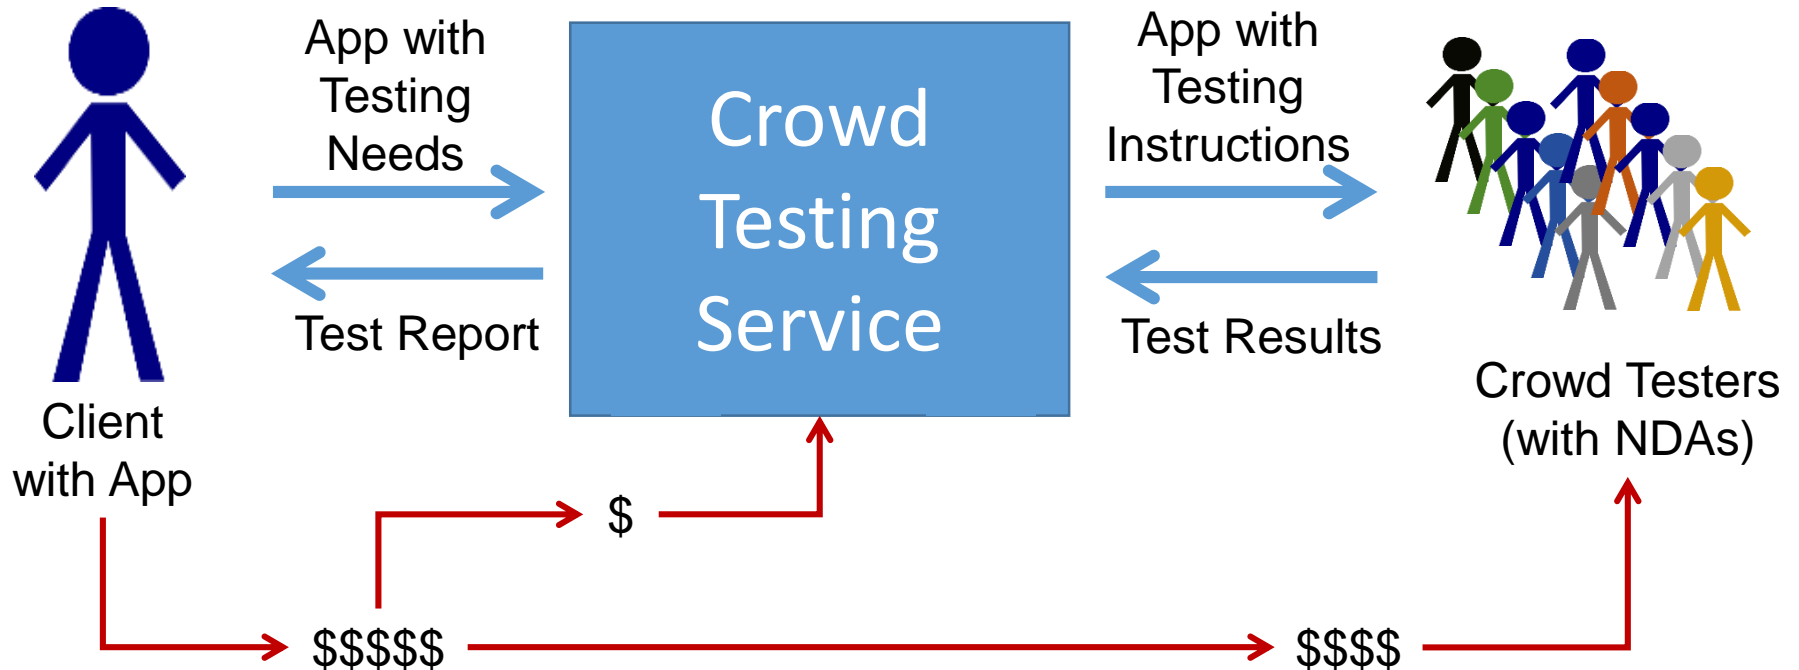 App with
Testing
Needs
Crowd
Testing
Service
App with
Testing
Instructions
Test Report
Test Results
Client
with App
Crowd Testers
(with NDAs)
$
$$$$$
$$$$